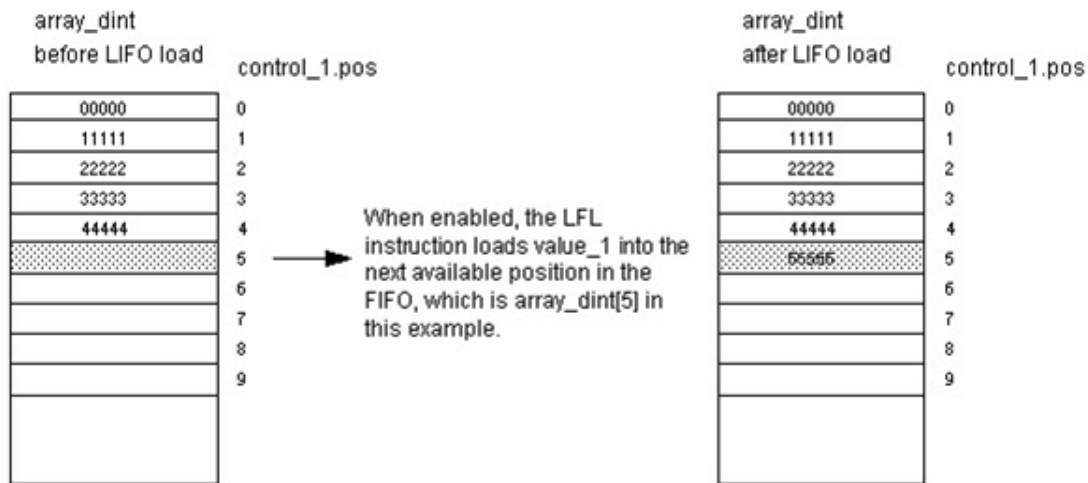 array_dint
before LIFO load
control_1.pos
00000 0
11111 1
22222 2
33333 3
44444 4
5
6
7
8
9
When enabled, the LFL
instruction loads value_1 into the
next available position in the
FIFO, which is array_dint[5] in
this example.
array_dint
after LIFO load
control_1.pos
00000 0
11111 1
22222 2
33333 3
44444 4
5
6
7
8
9